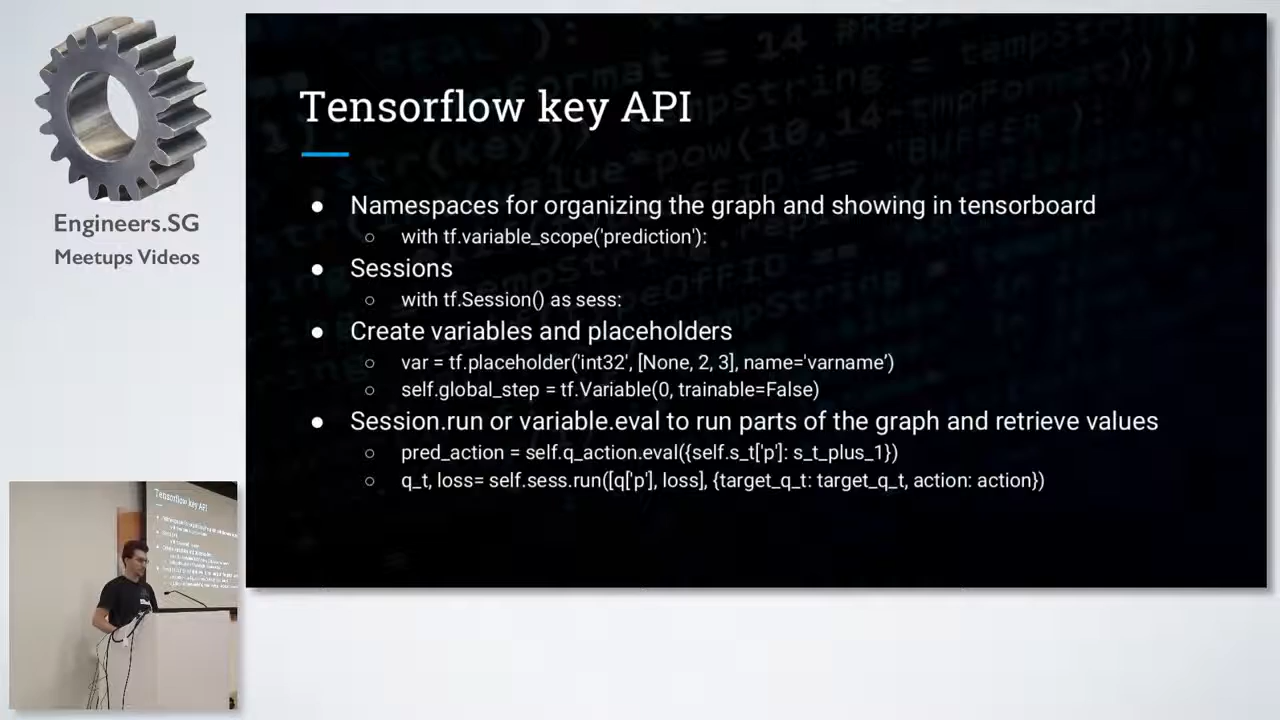 Engineers.SG
Meetups Videos
Tensorflow key API
● Namespaces for organizing the graph and showing in tensorboard
○ with tf.variable_scope('prediction'):
● Sessions
○ with tf.Session() as sess:
● Create variables and placeholders
○ var = tf.placeholder('int32', [None, 2, 3], name='varname’)
○ self.global_step = tf.Variable(0, trainable=False)
● Session.run or variable.eval to run parts of the graph and retrieve values
○ pred_action = self.q_action.eval({self.s_t['p']: s_t_plus_1})
○ q_t, loss= self.sess.run([q['p'], loss], {target_q_t: target_q_t, action: action})
Tensorflow key API